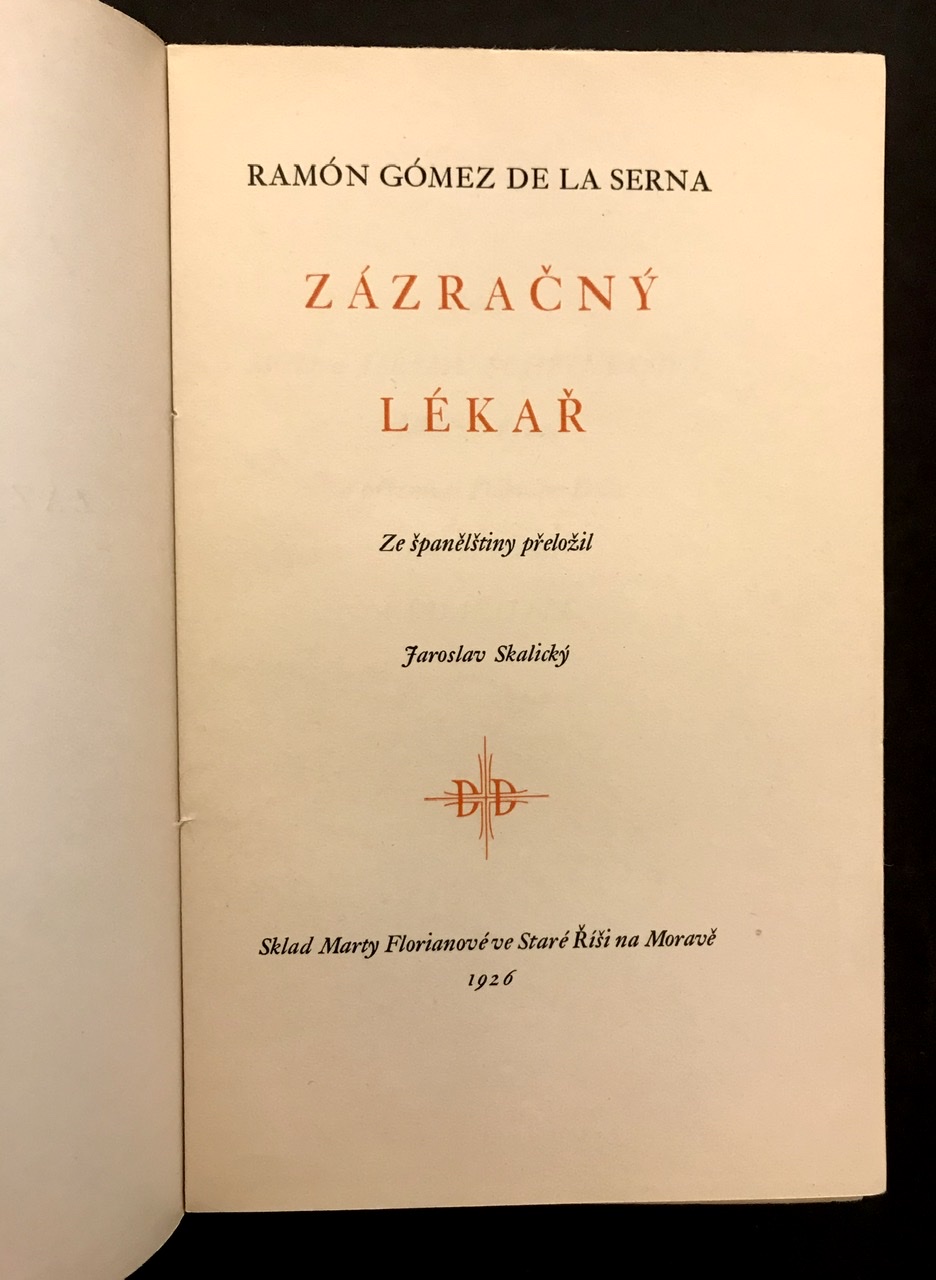 RAMÓN GÓMEZ DE LA SERNA
ZÁZRAČNÝ
LÉKAŘ
Ze španělštiny přeložil
Jaroslav Skalický
DD
Sklad Marty Florianové ve Staré Říši na Moravě
1926